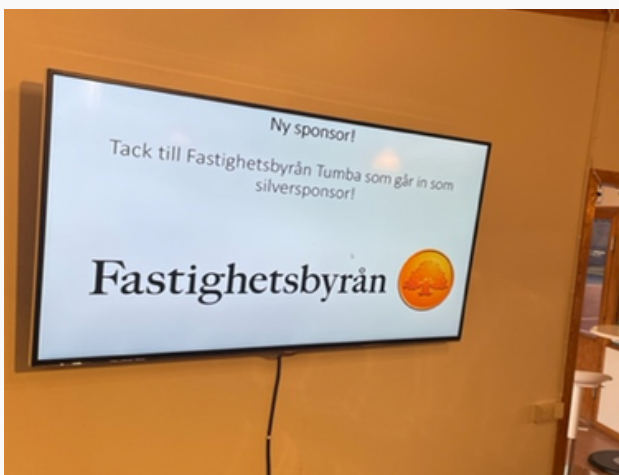 Ny sponsor!
Tack till Fastighetsbyrån Tumba som går in som
silversponsor!
Fastighetsbyrån